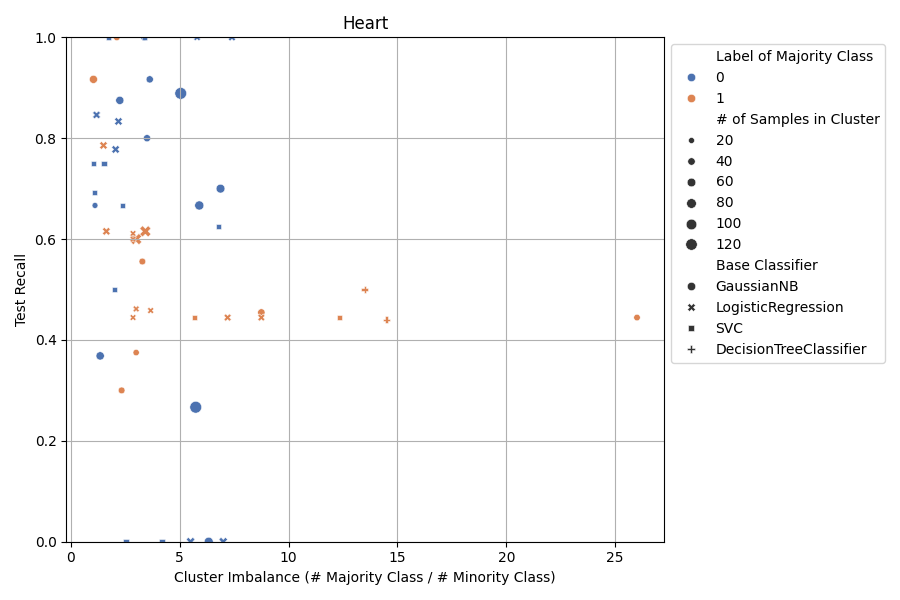 Heart
1.0
0.8
0.6
0.4
0.2
0.0
Test Recall
0 5 10 15 20 25
Cluster Imbalance (# Majority Class / # Minority Class)
Label of Majority Class
0
1
# of Samples in Cluster
20
40
60
80
100
120
Base Classifier
GaussianNB
LogisticRegression
SVC
DecisionTreeClassifier